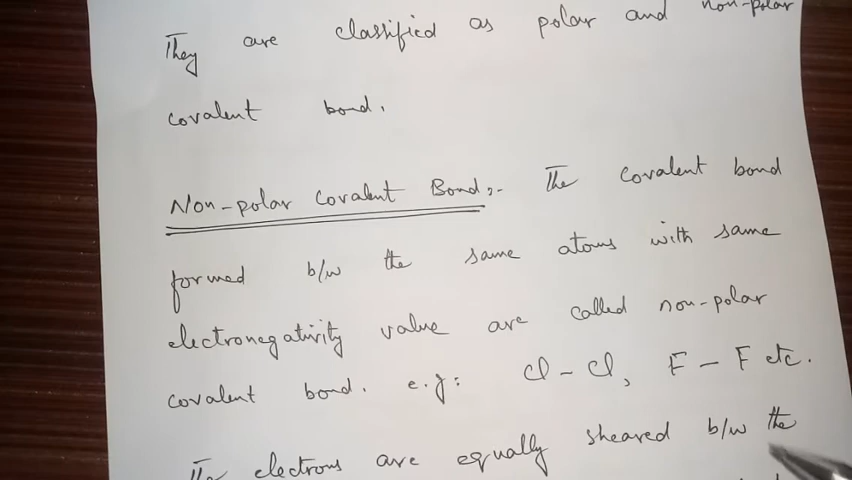 They are classified as polar and non-polar
covalent bond.
Non-polar Covalent Bond:- The covalent bond
formed b/w the same atoms with same
electronegativity value are called non-polar
covalent bond. e.g: Cl - Cl, F - F etc.
The electrons are equally sheared b/w the